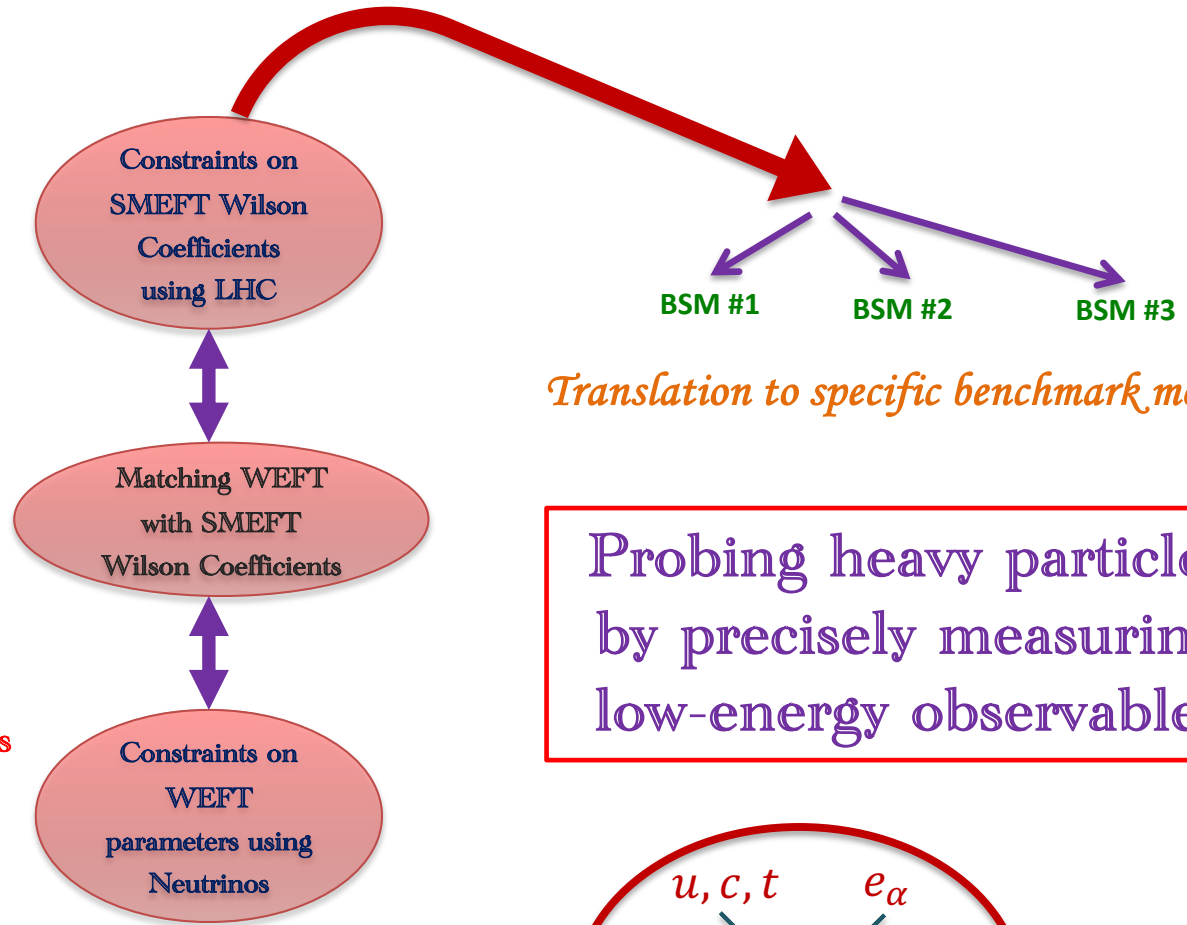 Constraints on
SMEFT Wilson
Coefficients
using LHC
BSM #1
BSM #2
BSM #3
Translation to specific benchmark
Matching WEFT
with SMEFT
Wilson Coefficients
Probing heavy
by precisely
low-energy
Constraints on
WEFT
parameters using
Neutrinos
u, c, t
e_α